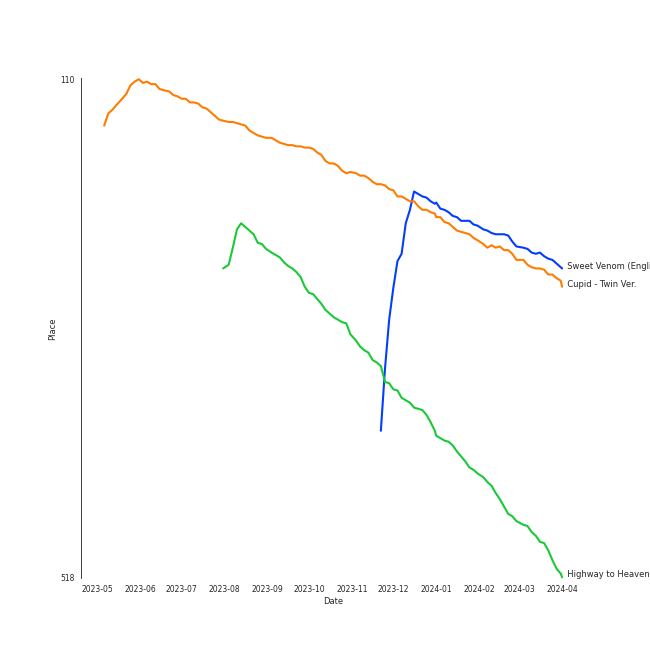 110
Sweet Venom (Engli
Cupid - Twin Ver.
Place
Highway to Heaven
518
2023-05 2023-06 2023-07 2023-08 2023-09 2023-10 2023-11 2023-12 2024-01 2024-02 2024-03 2024-04
Date